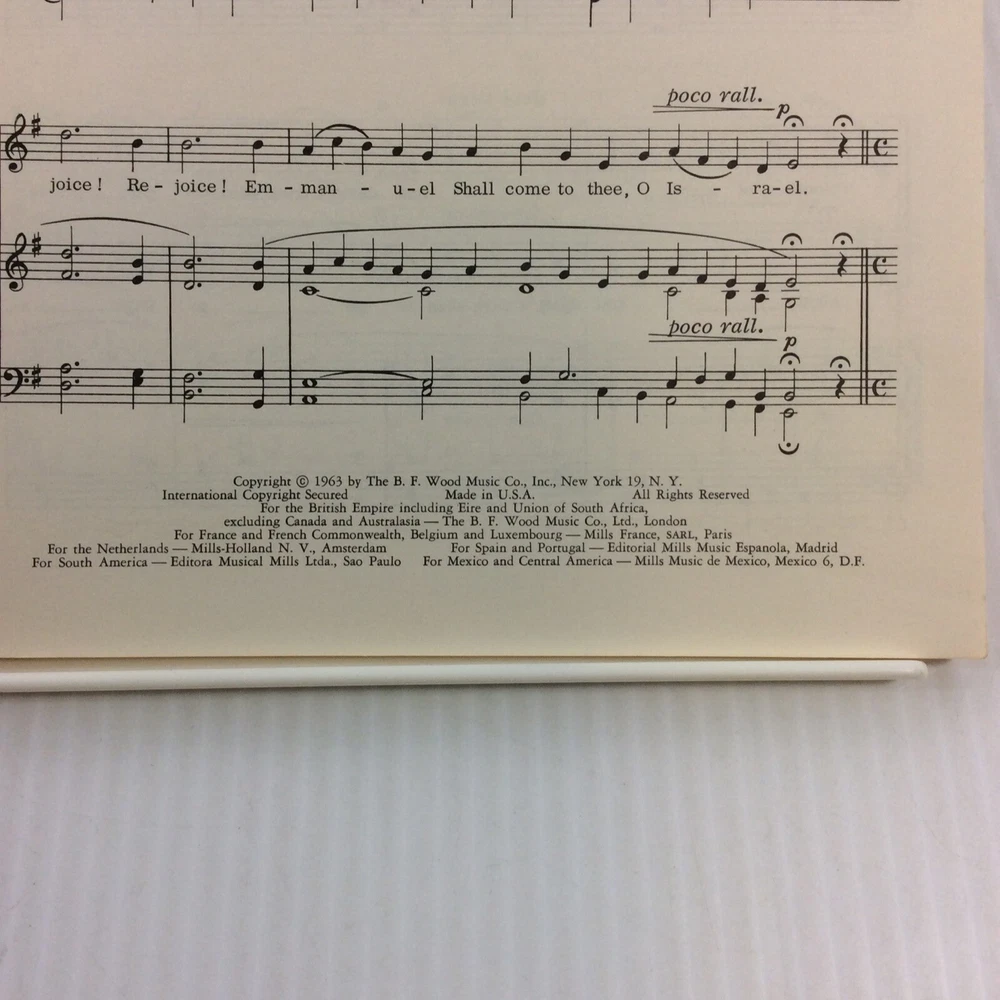 poco rall.
p
joice! Re - joice! Em - man - u - el Shall come to thee, O Is - ra - el.
poco rall.
p
Copyright © 1963 by The B. F. Wood Music Co., Inc., New York 19, N. Y.
International Copyright Secured Made in U.S.A. All Rights Reserved
For the British Empire including Eire and Union of South Africa,
excluding Canada and Australasia — The B. F. Wood Music Co., Ltd., London
For France and French Commonwealth, Belgium and Luxembourg — Mills France, SARL, Paris
For the Netherlands — Mills-Holland N. V., Amsterdam For Spain and Portugal — Editorial Mills Music Espanola, Madrid
For South America — Editora Musical Mills Ltda., Sao Paulo For Mexico and Central America — Mills Music de Mexico, Mexico 6, D.F.